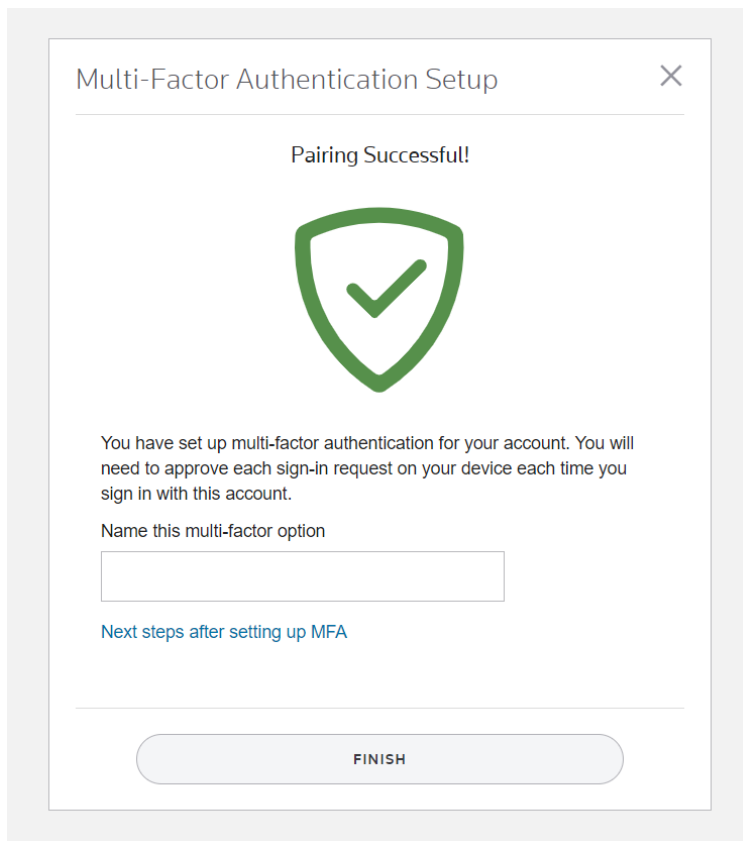 Multi-Factor Authentication Setup
Pairing Successful!
You have set up multi-factor authentication for your account. You will
need to approve each sign-in request on your device each time you
sign in with this account.
Name this multi-factor option
Next steps after setting up MFA
FINISH